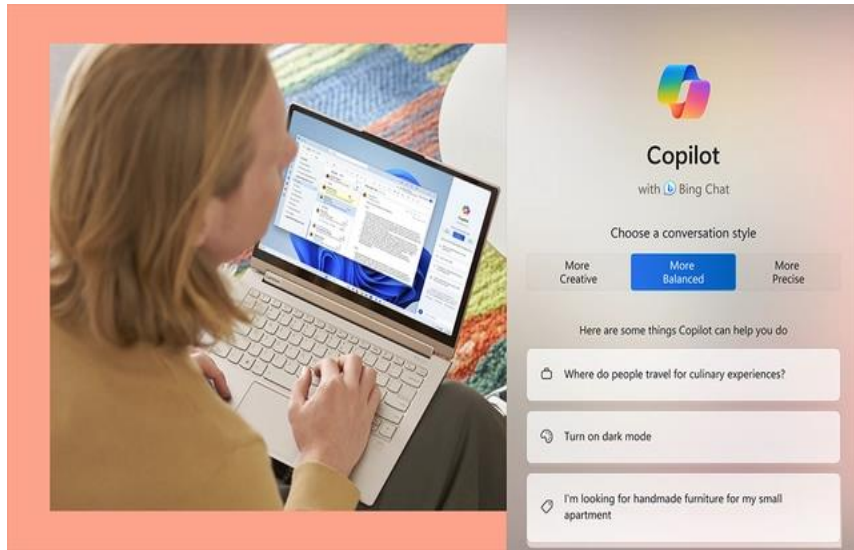 Copilot
with Bing Chat
Choose a conversation style
More
Creative
More
Balanced
More
Precise
Here are some things Copilot can help you do
Where do people travel for culinary experiences?
Turn on dark mode
I'm looking for handmade furniture for my small
apartment